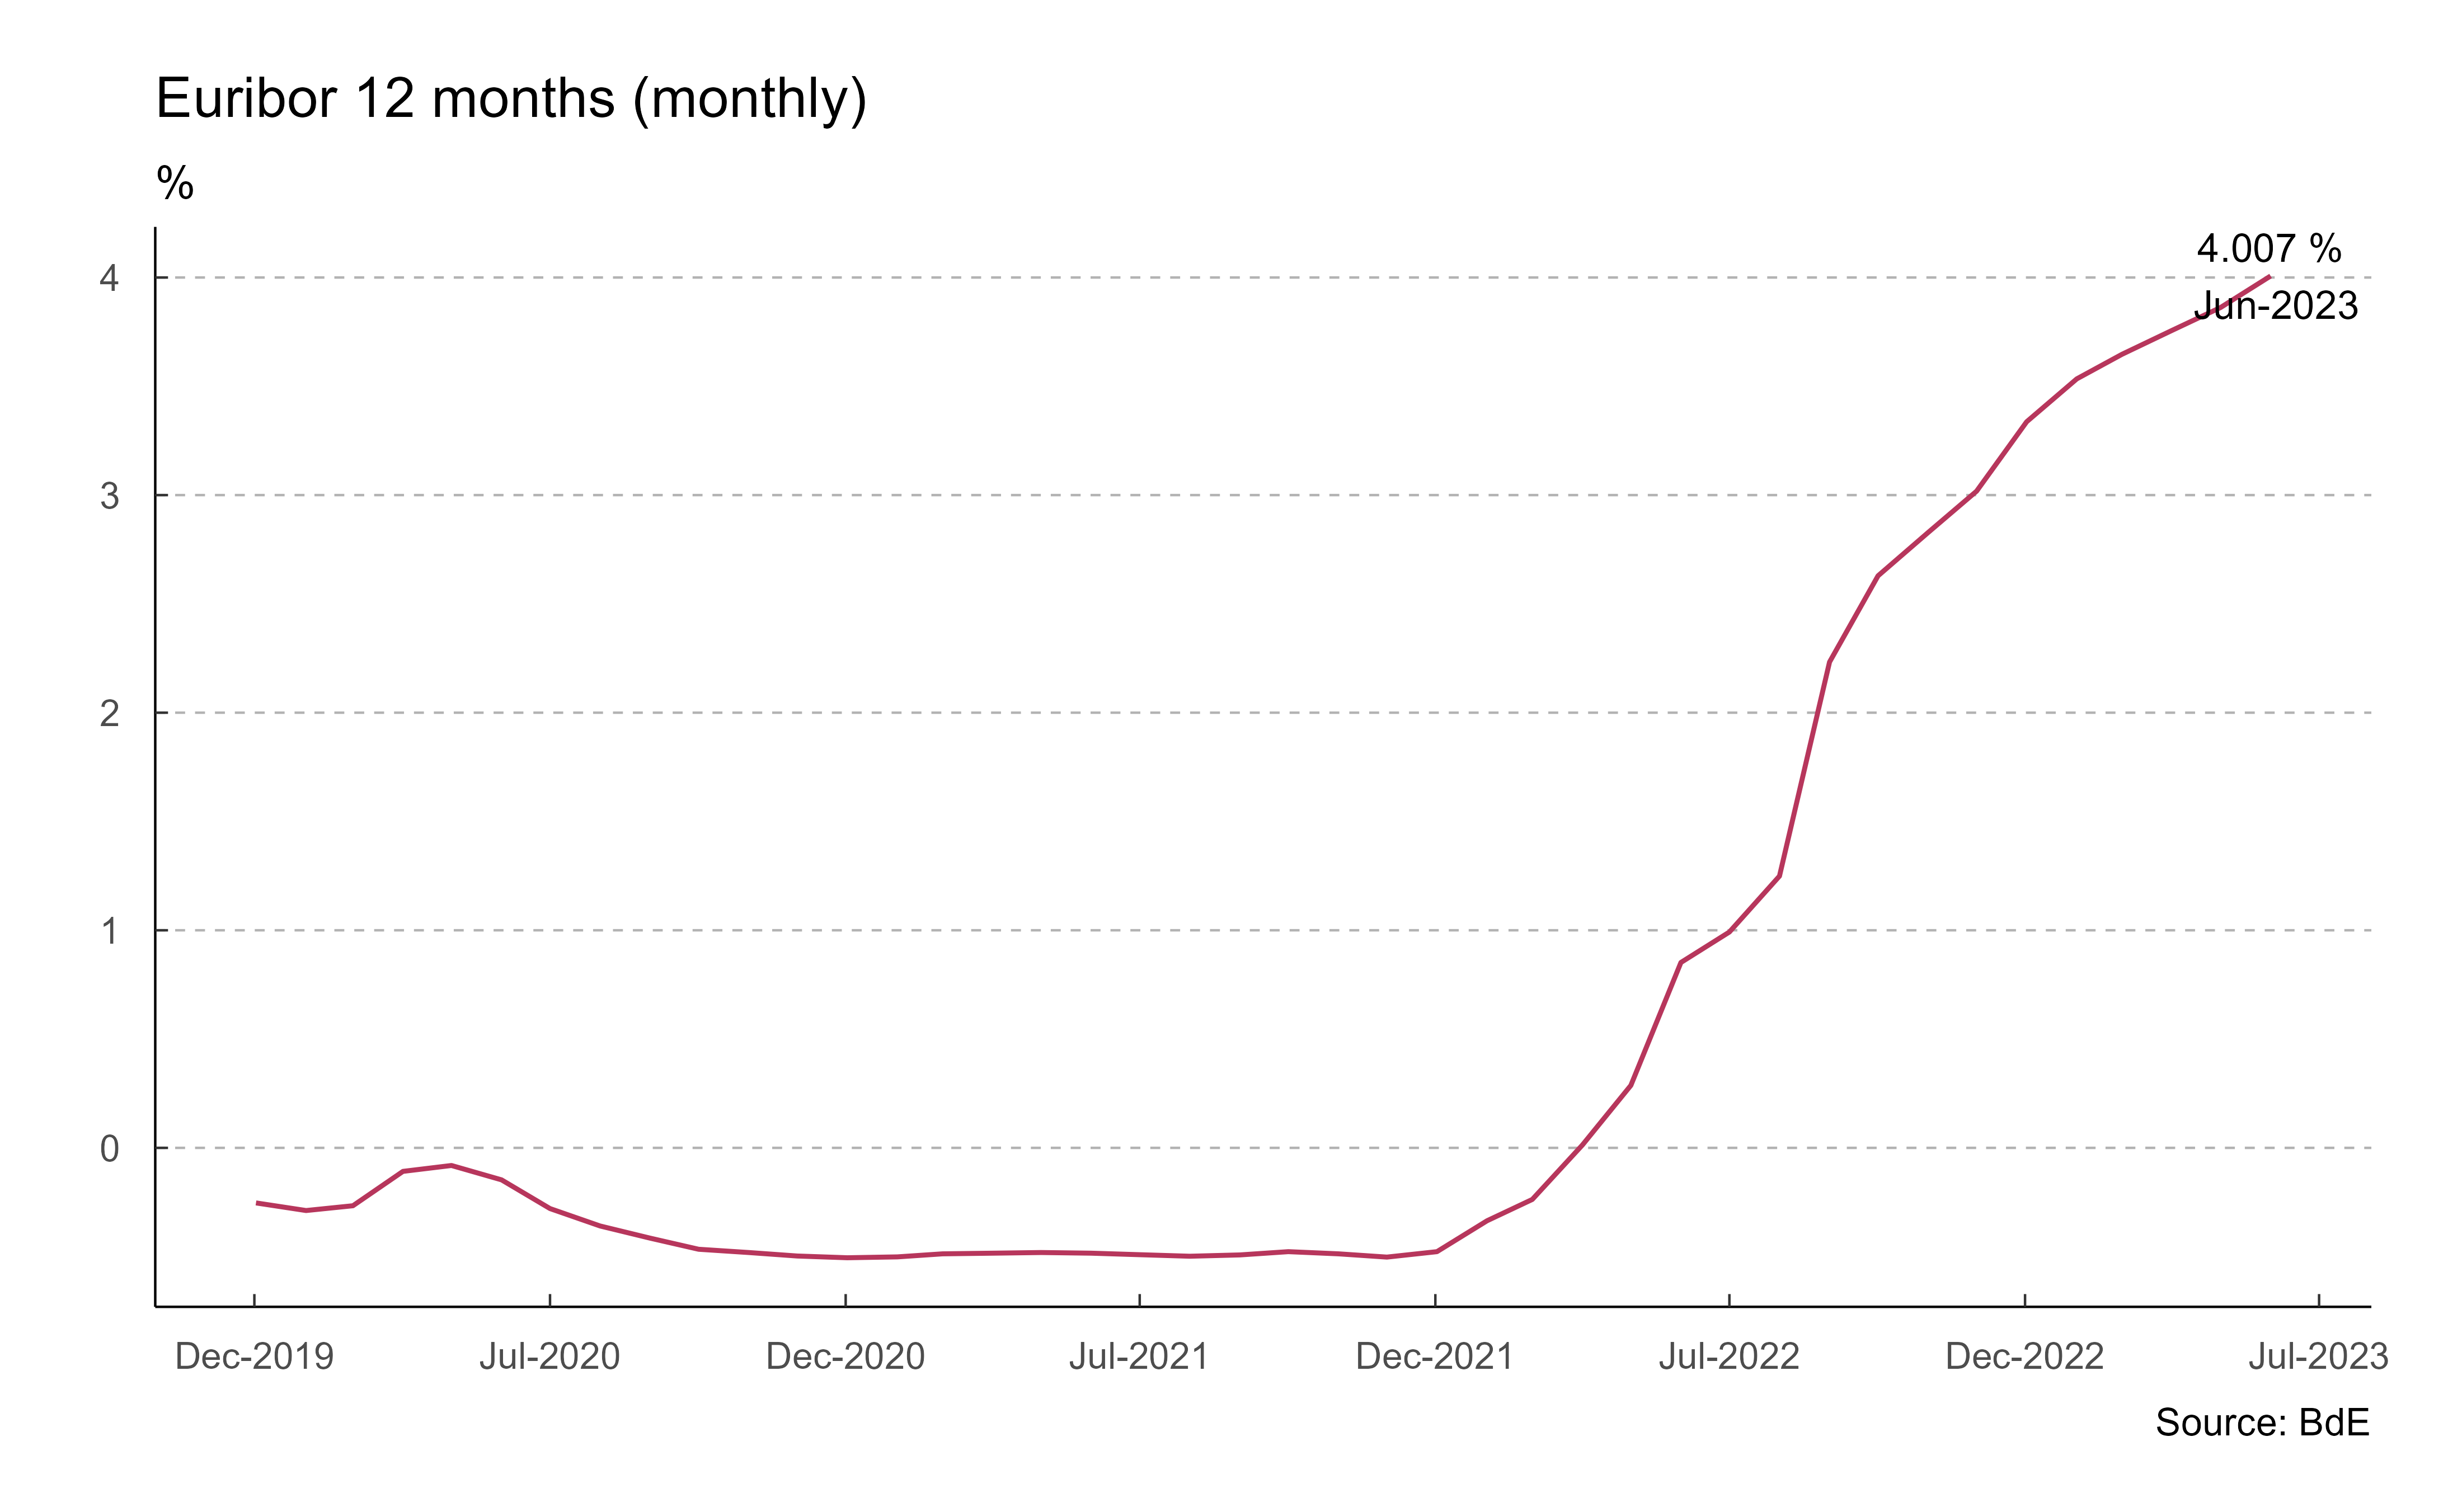 Euribor 12 months (monthly)
%
4.007 %
Jun-2023
4
3
2
1
0
Dec-2019 Jul-2020 Dec-2020 Jul-2021 Dec-2021 Jul-2022 Dec-2022 Jul-2023
Source: BdE